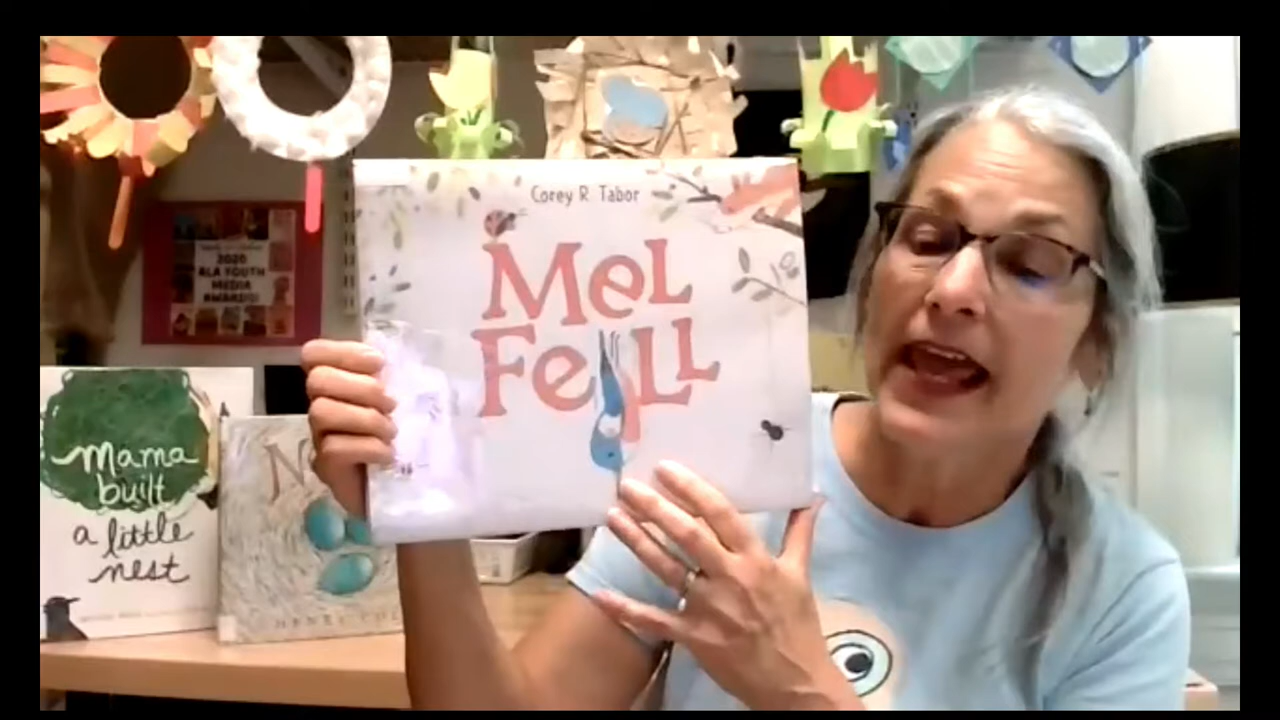 Corey R. Tabor
Mel
Fell
2020
ALA YOUTH
MEDIA
AWARDS!
mama
built
a little
nest